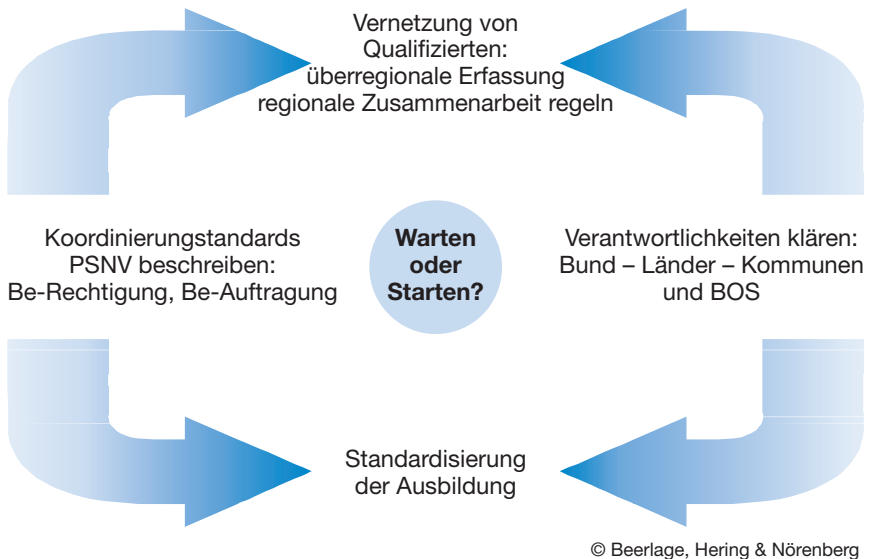 Vernetzung von
Qualifizierten:
überregionale Erfassung
regionale Zusammenarbeit regeln
Koordinierungstandards
PSNV beschreiben:
Be-Rechtigung, Be-Auftragung
Warten
oder
Starten?
Verantwortlichkeiten klären:
Bund – Länder – Kommunen
und BOS
Standardisierung
der Ausbildung
© Beerlage, Hering & Nörenberg